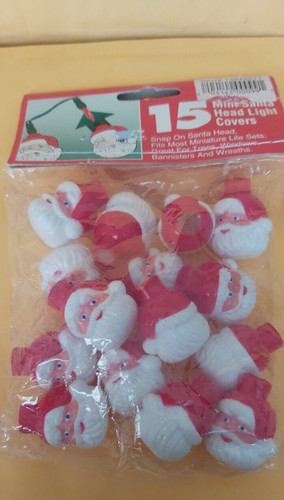 15 Mini Santa
Head Light
Covers
Snap On Santa Head,
Fits Most Miniature Life Sets,
Great For Trees, Windows,
Bannisters And Wreaths.